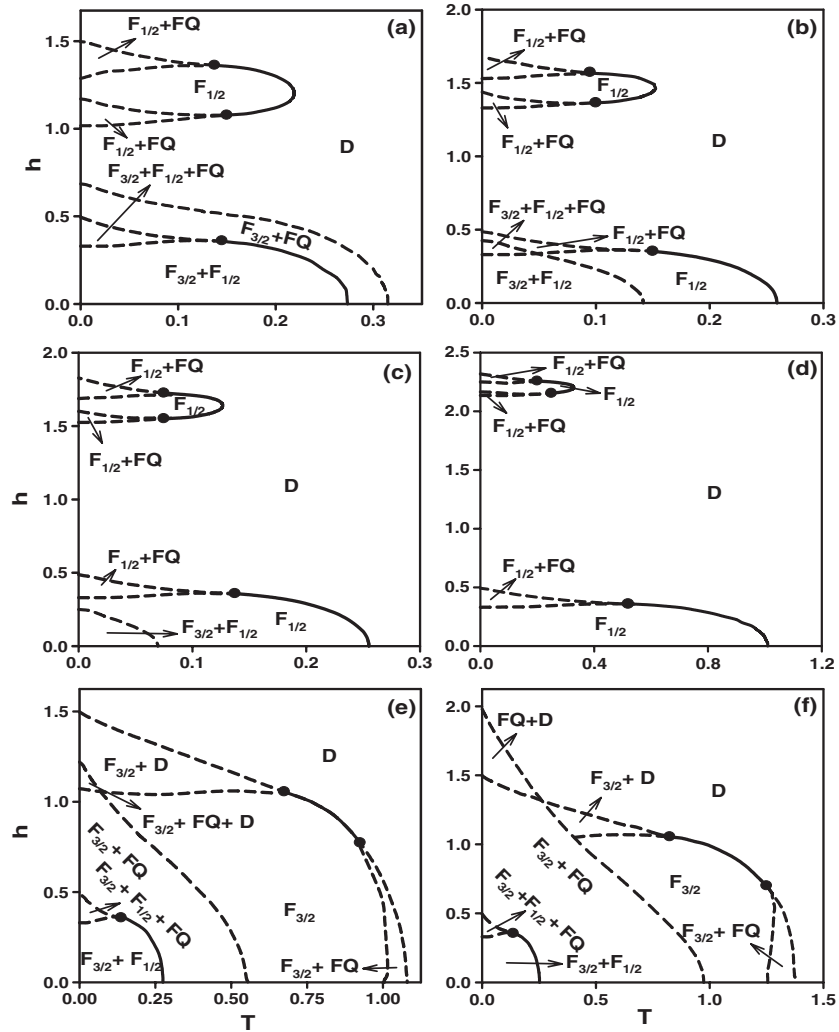 (a)
F1/2+FQ
F1/2
F1/2+FQ
F3/2+F1/2+FQ
D
F3/2+FQ
F3/2+F1/2
h
1.5
1.0
0.5
0.0
0.0 0.1 0.2 0.3
(b)
F1/2+FQ
F1/2
F1/2+FQ
D
F3/2+F1/2+FQ
F1/2+FQ
F3/2+F1/2
F1/2
2.0
1.5
1.0
0.5
0.0
0.0 0.1 0.2 0.3
(c)
F1/2+FQ
F1/2
F1/2+FQ
D
F1/2+FQ
F1/2
F3/2+F1/2
h
2.0
1.5
1.0
0.5
0.0
0.0 0.1 0.2 0.3
(d)
F1/2+FQ
F1/2
F1/2+FQ
D
F1/2+FQ
F1/2
2.5
2.0
1.5
1.0
0.5
0.0
0.0 0.4 0.8 1.2
(e)
D
F3/2+ D
F3/2+ FQ+ D
F3/2 + FQ
F3/2 + F1/2 + FQ
F3/2
F3/2+ F1/2
F3/2+ FQ
h
1.5
1.0
0.5
0.0
0.00 0.25 0.50 0.75 1.00
T
(f)
FQ+D
D
F3/2+ D
F3/2 + FQ
F3/2
F3/2 +F1/2+ FQ
F3/2+ FQ
F3/2+F1/2
2.0
1.5
1.0
0.5
0.0
0.0 0.5 1.0 1.5
T